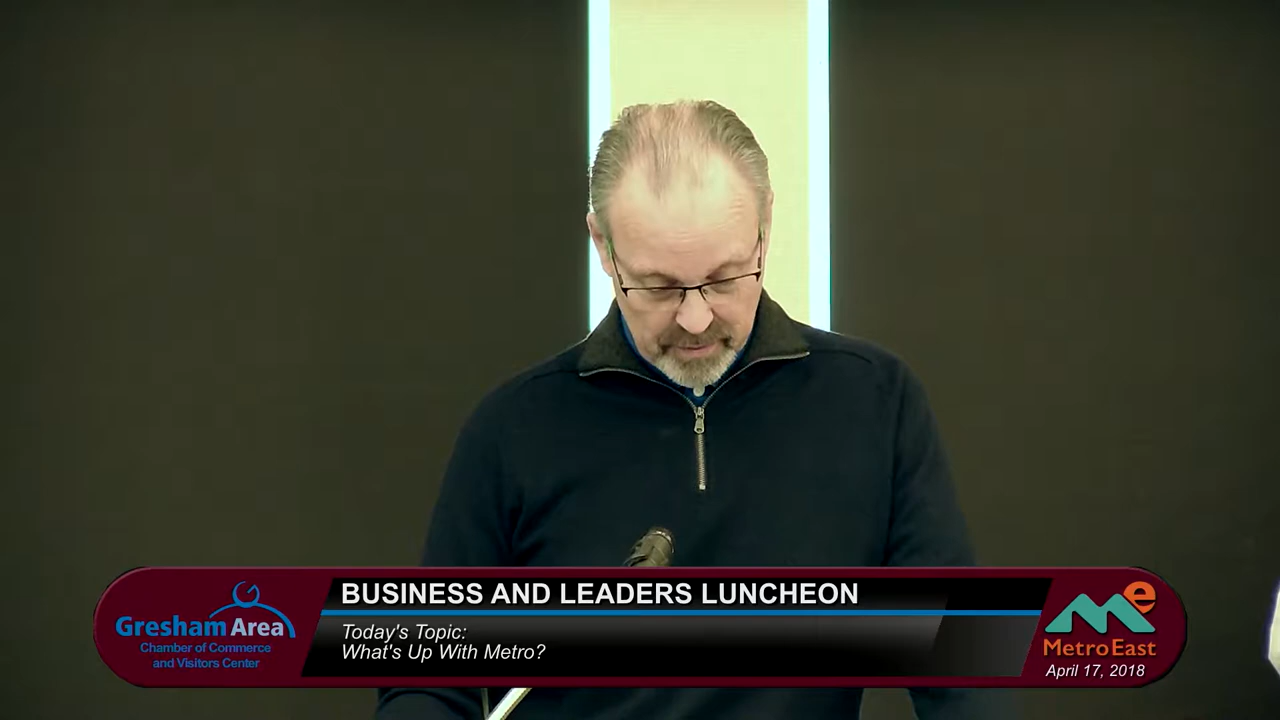 BUSINESS AND LEADERS LUNCHEON
Today's Topic:
What's Up With Metro?
G
Gresham Area
Chamber of Commerce
and Visitors Center
Me
MetroEast
April 17, 2018